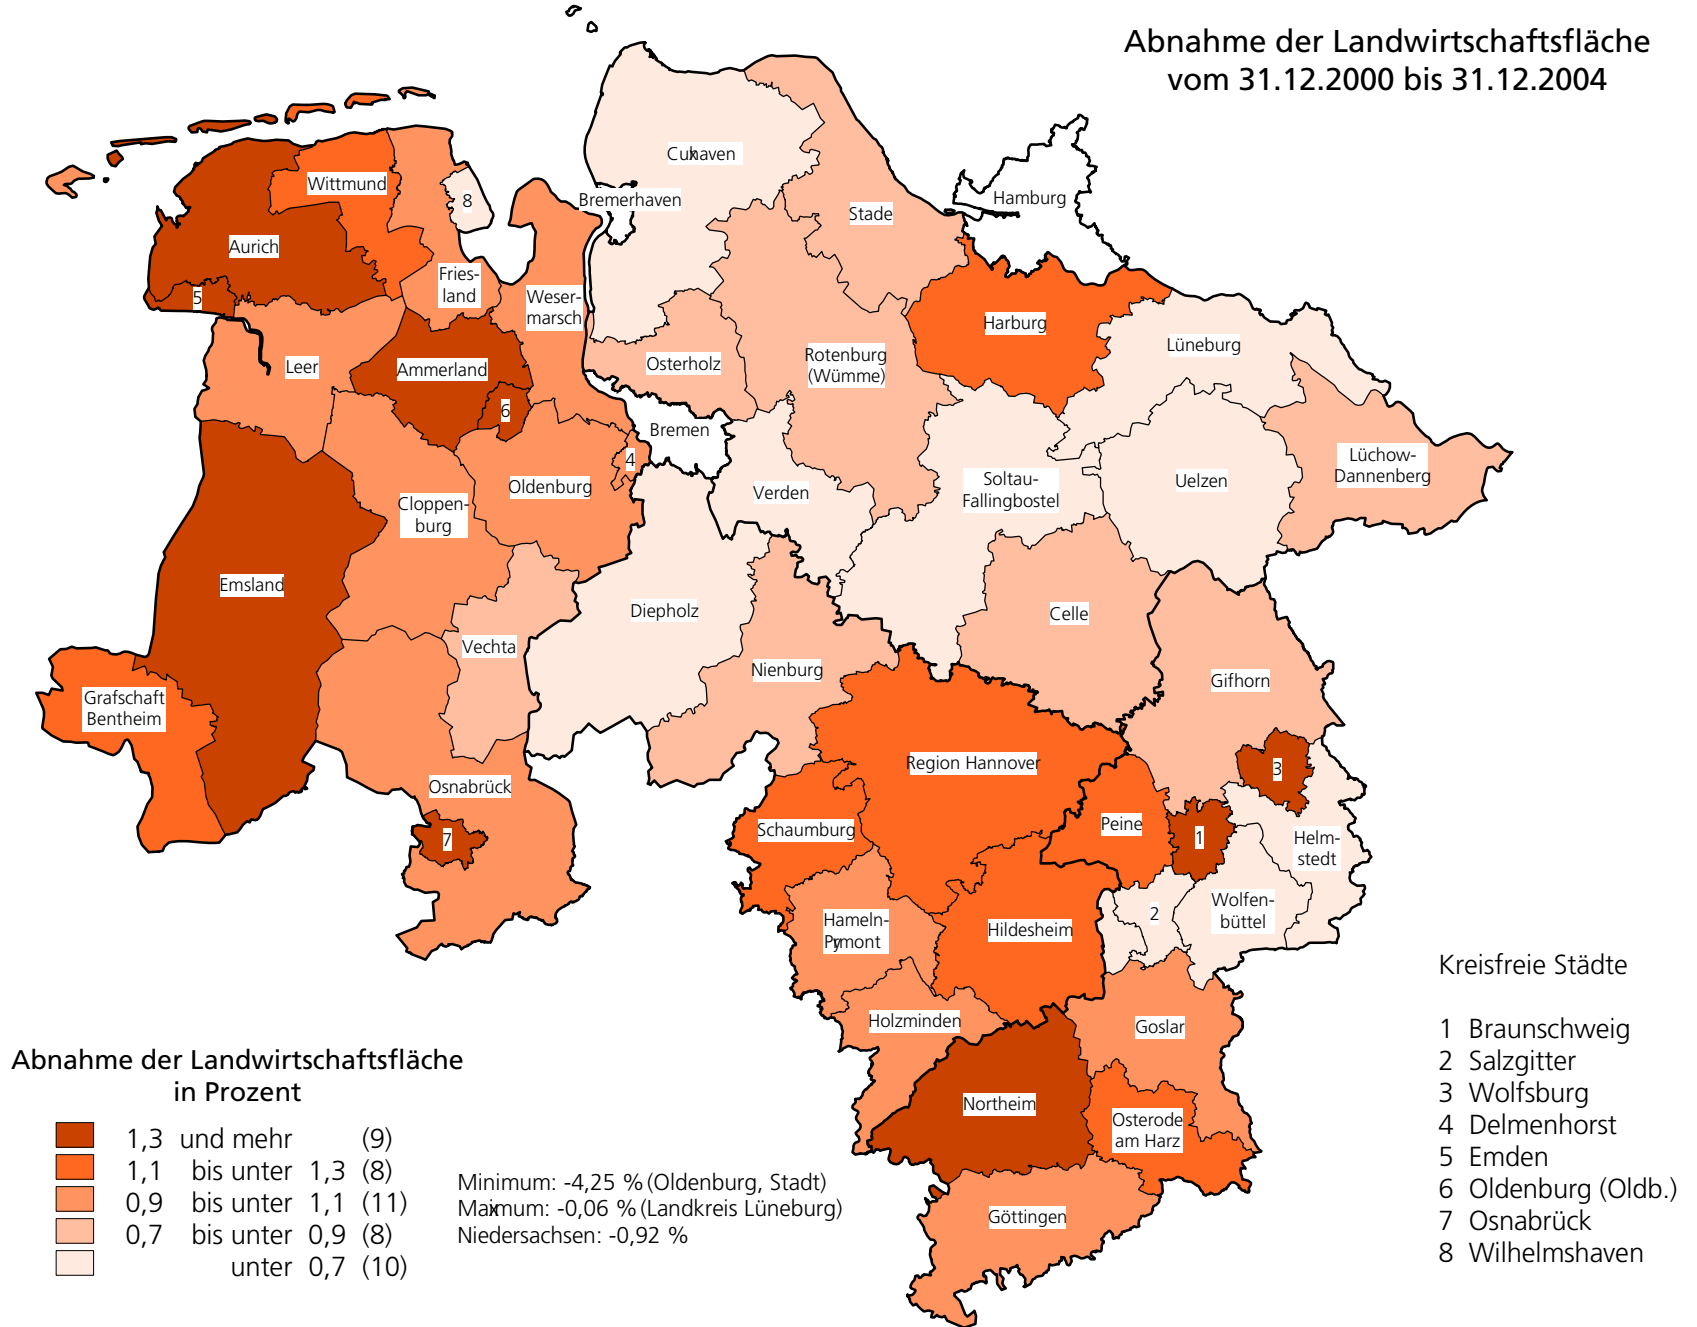 Abnahme der Landwirtschaftsfläche
vom 31.12.2000 bis 31.12.2004
Cuxhaven
Wittmund
8
Bremerhaven
Hamburg
Stade
Aurich
Fries-
land
5
Weser-
marsch
Harburg
Lüneburg
Leer
Ammerland
Osterholz
Rotenburg
(Wümme)
6
Bremen
4
Lüchow-
Dannenberg
Oldenburg
Verden
Soltau-
Fallingbostel
Uelzen
Cloppen-
burg
Emsland
Diepholz
Celle
Vechta
Nienburg
Gifhorn
Grafschaft
Bentheim
Region Hannover
3
Osnabrück
7
Schaumburg
Peine
1
Helm-
stedt
Hameln-
Pyrmont
Hildesheim
2
Wolfen-
büttel
Holzminden
Goslar
Northeim
Osterode
am Harz
Göttingen
Kreisfreie Städte
1 Braunschweig
2 Salzgitter
3 Wolfsburg
4 Delmenhorst
5 Emden
6 Oldenburg (Oldb.)
7 Osnabrück
8 Wilhelmshaven
Abnahme der Landwirtschaftsfläche
in Prozent
1,3 und mehr (9)
1,1 bis unter 1,3 (8)
0,9 bis unter 1,1 (11)
0,7 bis unter 0,9 (8)
unter 0,7 (10)
Minimum: -4,25 % (Oldenburg, Stadt)
Maximum: -0,06 % (Landkreis Lüneburg)
Niedersachsen: -0,92 %